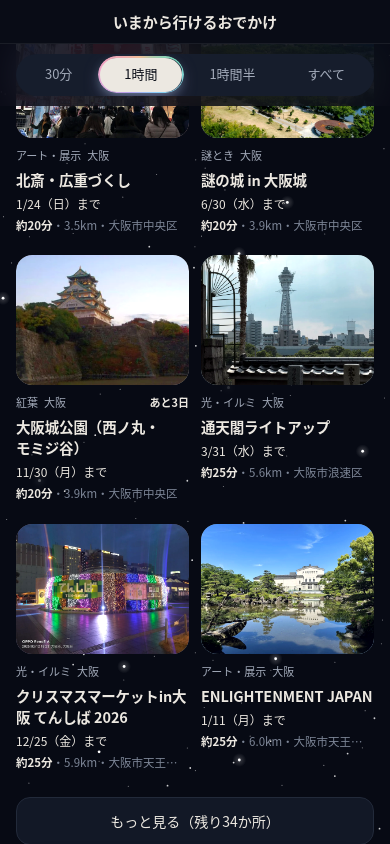 いまから行けるおでかけ
30分
1時間
1時間半
すべて
アート・展示 大阪
北斎・広重づくし
1/24（日）まで
約20分・3.5km・大阪市中央区
謎とき 大阪
謎の城 in 大阪城
6/30（水）まで
約20分・3.9km・大阪市中央区
紅葉 大阪
あと3日
大阪城公園（西ノ丸・
モミジ谷）
11/30（月）まで
約20分・3.9km・大阪市中央区
光・イルミ 大阪
通天閣ライトアップ
3/31（水）まで
約25分・5.6km・大阪市浪速区
光・イルミ 大阪
クリスマスマーケットin大
阪 てんしば 2026
12/25（金）まで
約25分・5.9km・大阪市天王…
アート・展示 大阪
ENLIGHTENMENT JAPAN
1/11（月）まで
約25分・6.0km・大阪市天王…
もっと見る（残り34か所）